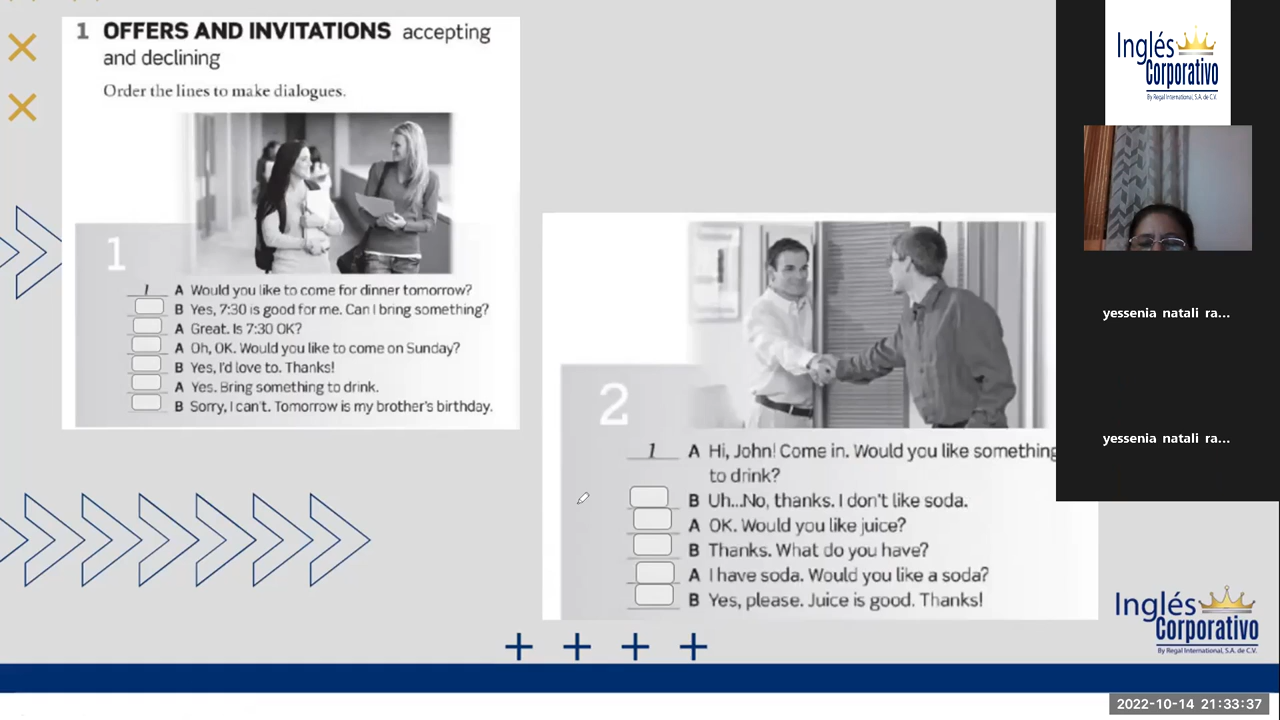 1 OFFERS AND INVITATIONS accepting
and declining
Order the lines to make dialogues.
1
1 A Would you like to come for dinner tomorrow?
B Yes, 7:30 is good for me. Can I bring something?
A Great. Is 7:30 OK?
A Oh, OK. Would you like to come on Sunday?
B Yes, I'd love to. Thanks!
A Yes. Bring something to drink.
B Sorry, I can't. Tomorrow is my brother's birthday.
2
1 A Hi, John! Come in. Would you like something
to drink?
B Uh...No, thanks. I don't like soda.
A OK. Would you like juice?
B Thanks. What do you have?
A I have soda. Would you like a soda?
B Yes, please. Juice is good. Thanks!
Inglés
Corporativo
By Regal International, S.A. de C.V.
yessenia natali ra...
yessenia natali ra...
Inglés
Corporativo
By Regal International, S.A. de C.V.
2022-10-14 21:33:37